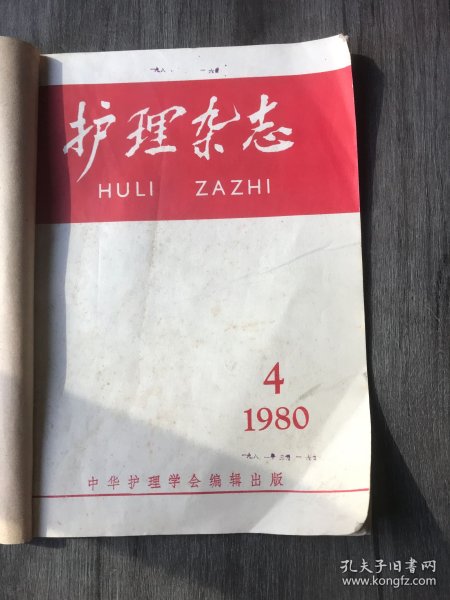 护理杂志
HULI ZAZHI
4
1980
中华护理学会编辑出版
孔夫子旧书网
www.kongfz.com